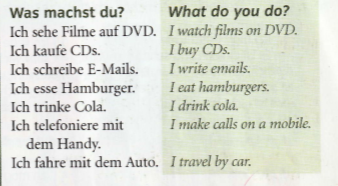 Was machst du? What do you do?
Ich sehe Filme auf DVD. I watch films on DVD.
Ich kaufe CDs. I buy CDs.
Ich schreibe E-Mails. I write emails.
Ich esse Hamburger. I eat hamburgers.
Ich trinke Cola. I drink cola.
Ich telefoniere mit I make calls on a mobile.
dem Handy.
Ich fahre mit dem Auto. I travel by car.